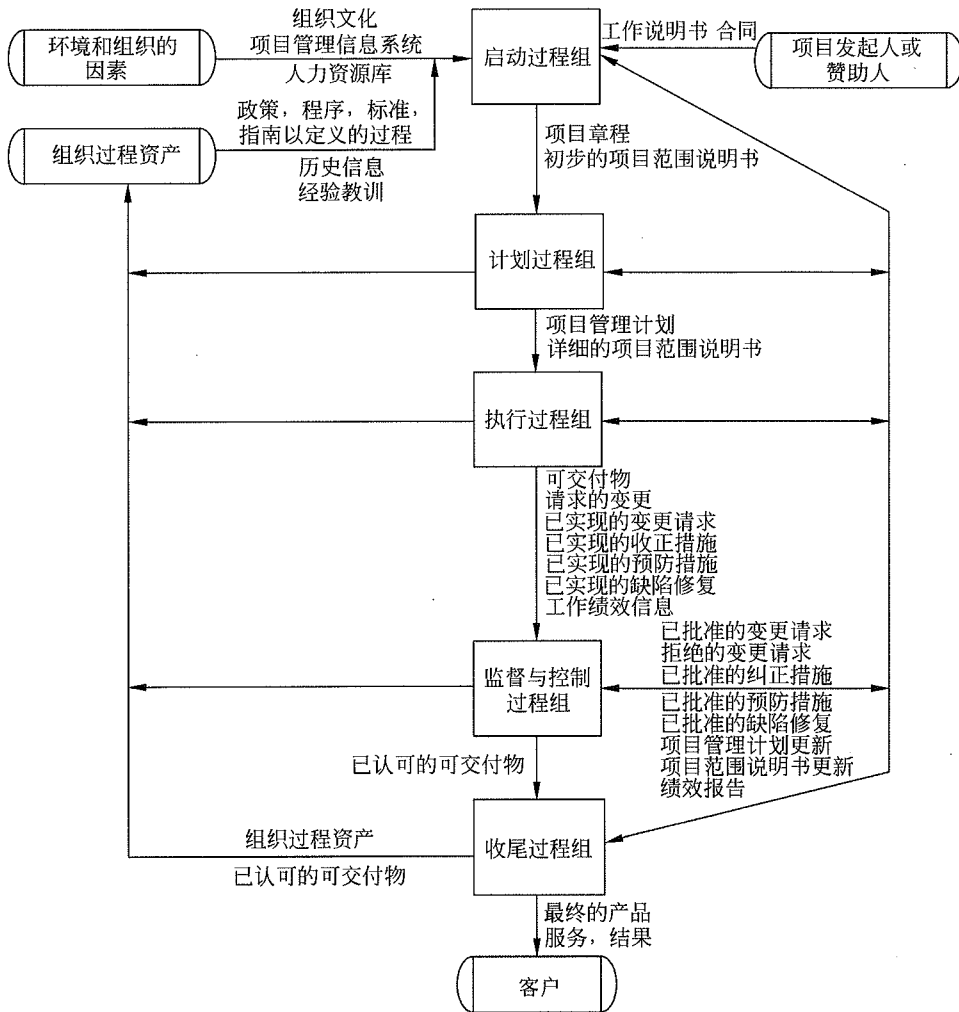 组织文化
项目管理信息系统
人力资源库
环境和组织的
因素
启动过程组
工作说明书 合同
项目发起人或
赞助人
政策，程序，标准，
指南以定义的过程
历史信息
经验教训
组织过程资产
项目章程
初步的项目范围说明书
计划过程组
项目管理计划
详细的项目范围说明书
执行过程组
可交付物
请求的变更
已实现的变更请求
已实现的收正措施
已实现的预防措施
已实现的缺陷修复
工作绩效信息
监督与控制
过程组
已批准的变更请求
拒绝的变更请求
已批准的纠正措施
已批准的预防措施
已批准的缺陷修复
项目管理计划更新
项目范围说明书更新
绩效报告
已认可的可交付物
收尾过程组
组织过程资产
已认可的可交付物
最终的产品
服务，结果
客户